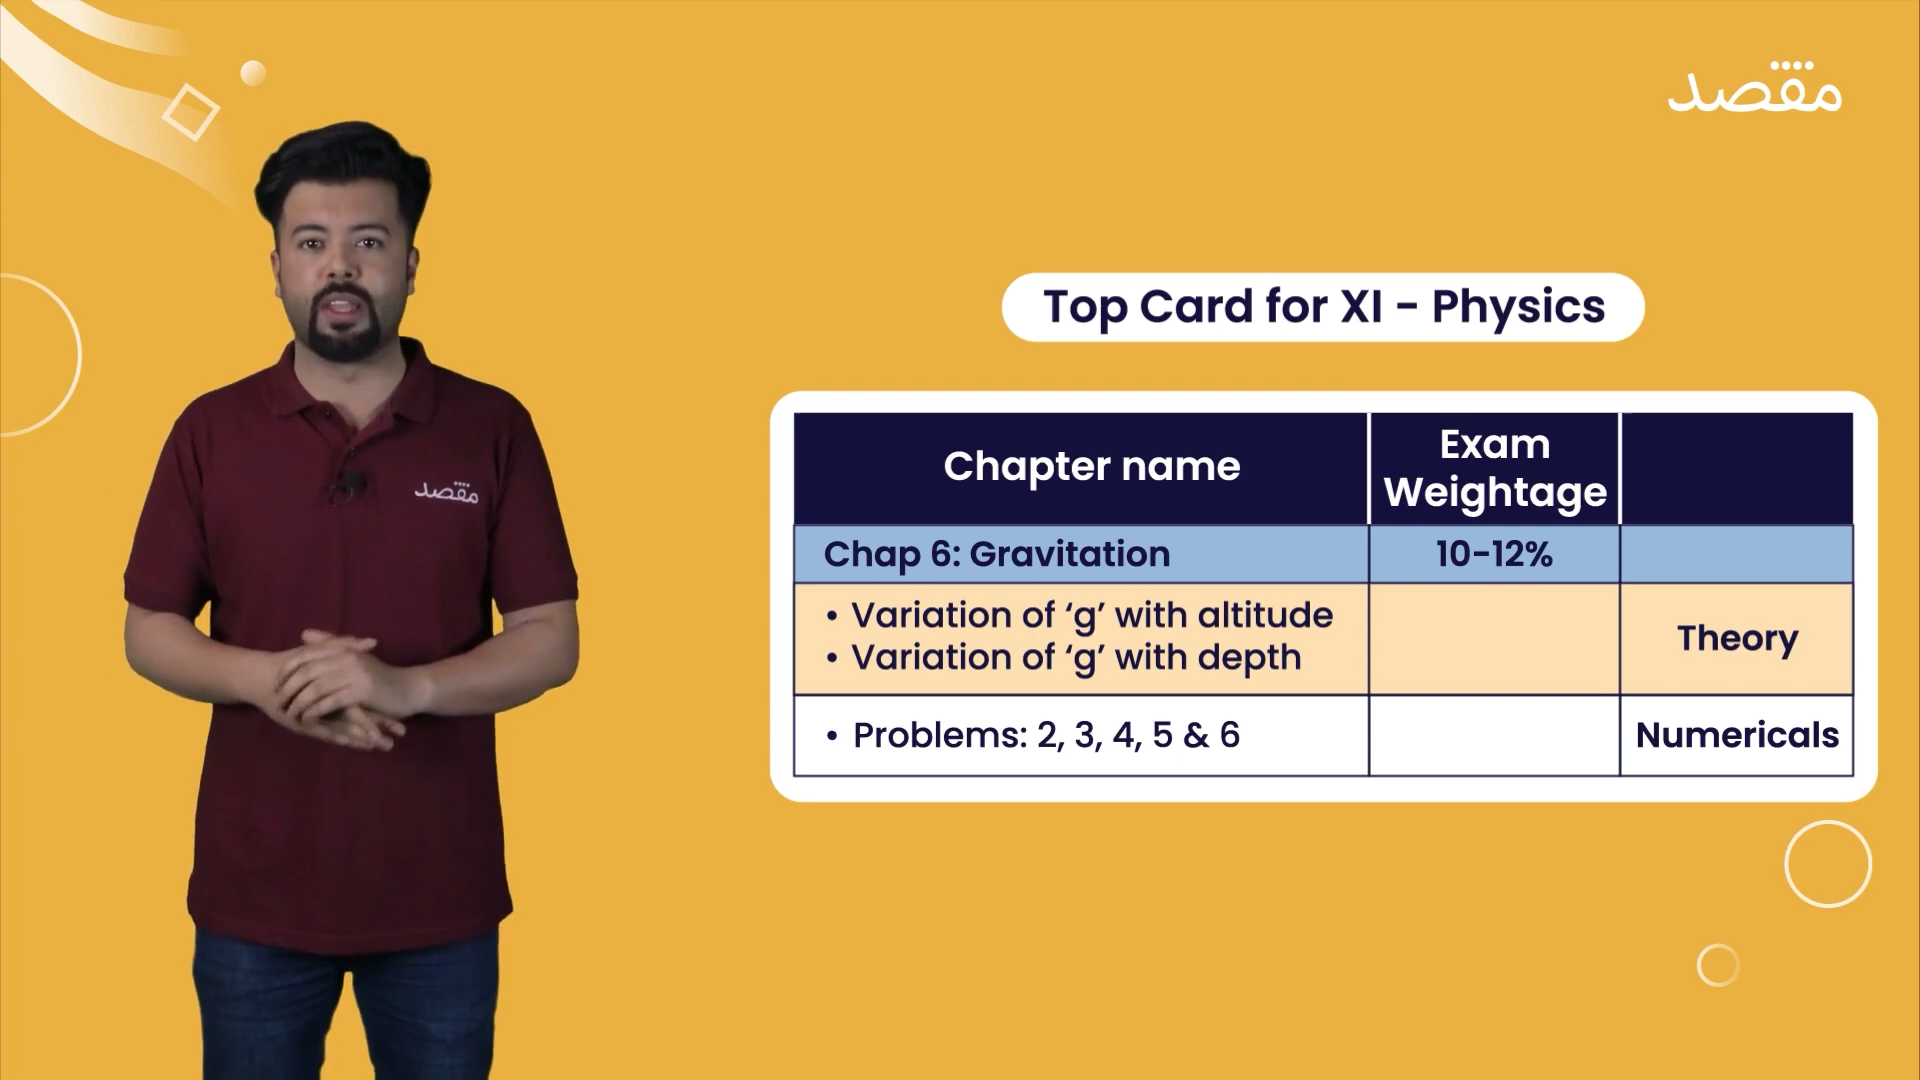 مقصد
Top Card for XI - Physics
Chapter name
Exam
Weightage
Chap 6: Gravitation
10-12%
• Variation of ‘g’ with altitude
• Variation of ‘g’ with depth
Theory
• Problems: 2, 3, 4, 5 & 6
Numericals
مقصد